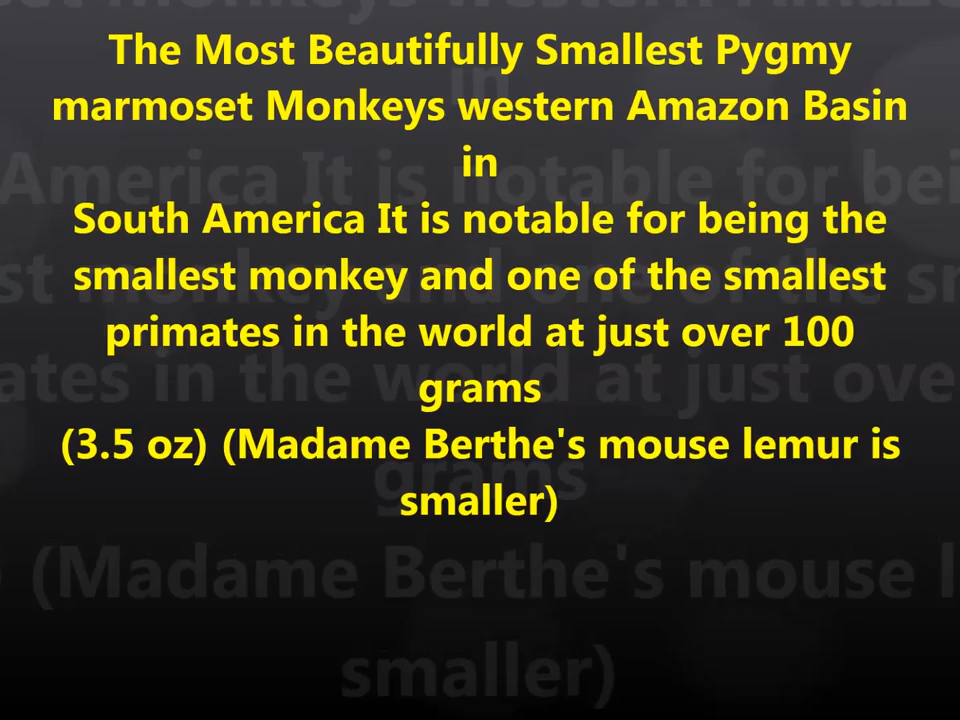 The Most Beautifully Smallest Pygmy
marmoset Monkeys western Amazon Basin
in
South America It is notable for being the
smallest monkey and one of the smallest
primates in the world at just over 100
grams
(3.5 oz) (Madame Berthe's mouse lemur is
smaller)